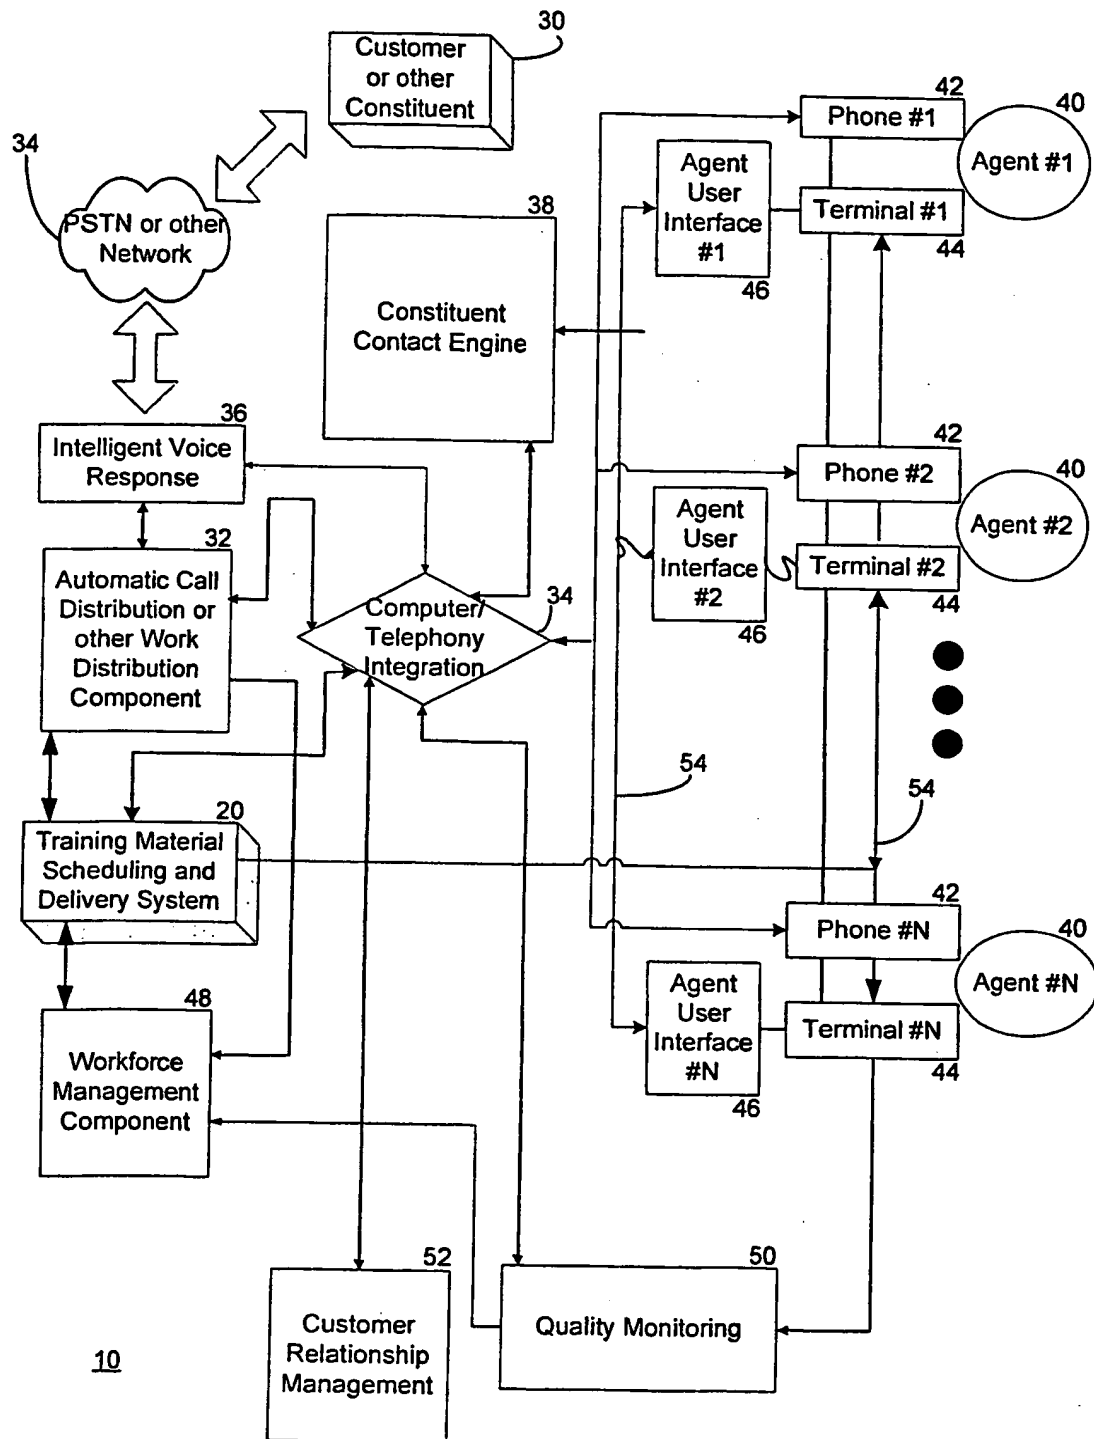 30
Customer
or other
Constituent
34
PSTN or other
Network
42
Phone #1
40
Agent #1
Agent
User
Interface
#1
46
Terminal #1
44
38
Constituent
Contact Engine
36
Intelligent Voice
Response
42
Phone #2
40
Agent #2
Agent
User
Interface
#2
46
Terminal #2
44
32
Automatic Call
Distribution or
other Work
Distribution
Component
Computer/
Telephony
Integration
34
54
54
20
Training Material
Scheduling and
Delivery System
42
Phone #N
40
Agent #N
Agent
User
Interface
#N
46
Terminal #N
44
48
Workforce
Management
Component
52
Customer
Relationship
Management
50
Quality Monitoring
10